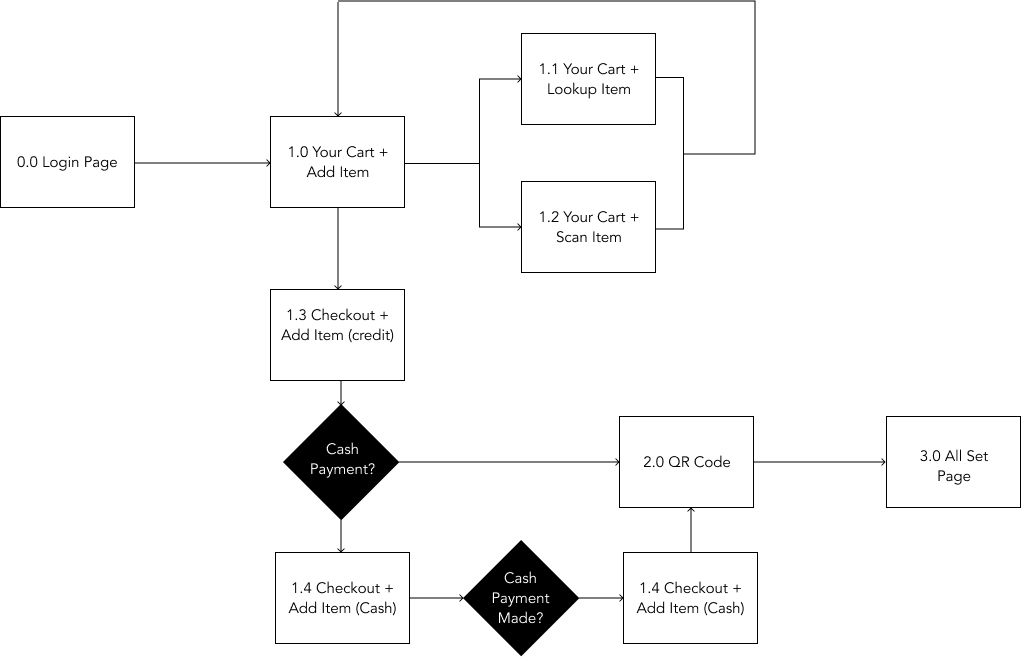 1.1 Your Cart +
Lookup Item
0.0 Login Page
1.0 Your Cart +
Add Item
1.2 Your Cart +
Scan Item
1.3 Checkout +
Add Item (credit)
Cash
Payment?
2.0 QR Code
3.0 All Set
Page
1.4 Checkout +
Add Item (Cash)
Cash
Payment
Made?
1.4 Checkout +
Add Item (Cash)